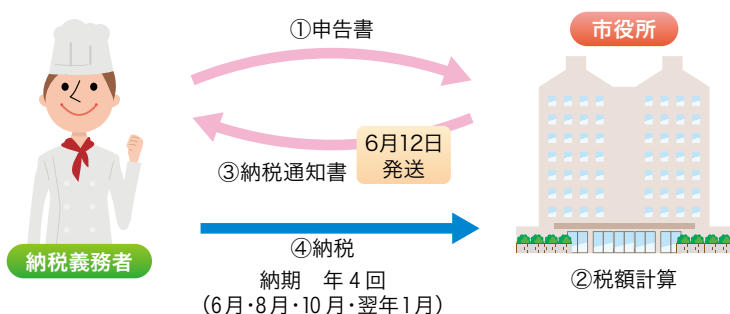 ①申告書
市役所
6月12日
発送
③納税通知書
④納税
納期　年4回
（6月・8月・10月・翌年1月）
納税義務者
②税額計算